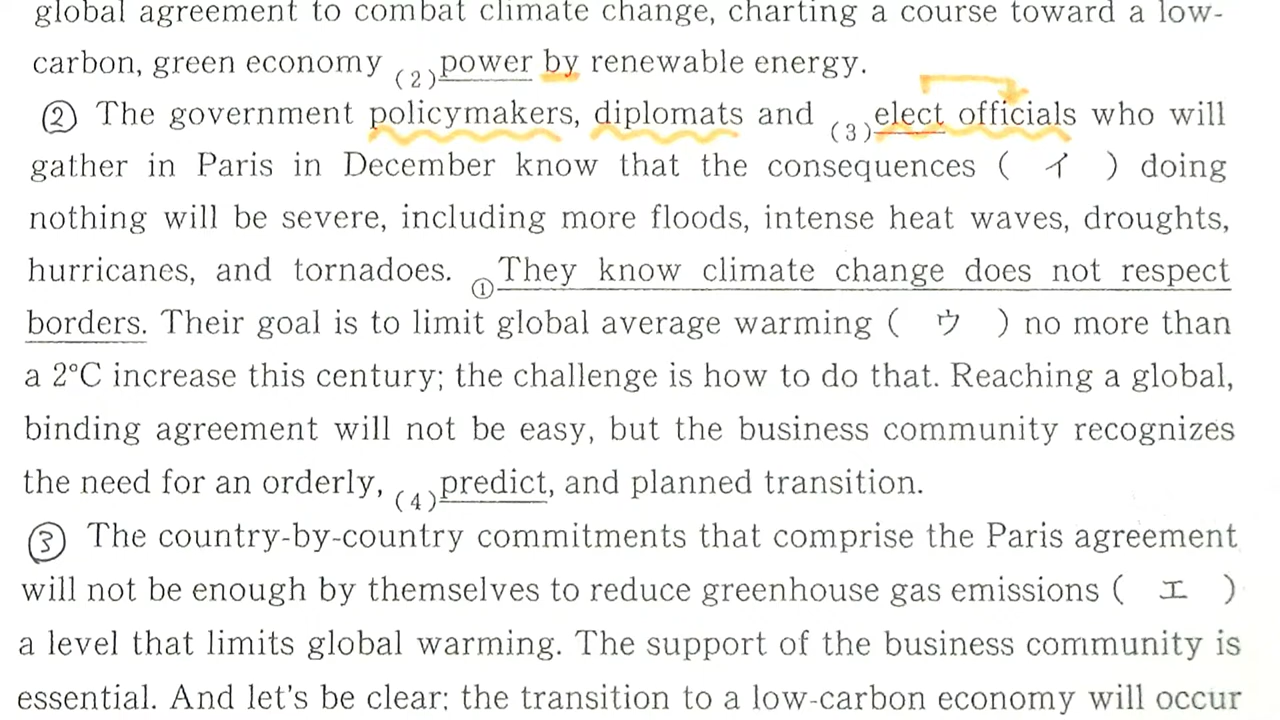 global agreement to combat climate change, charting a course toward a low-
carbon, green economy (2)power by renewable energy.
② The government policymakers, diplomats and (3)elect officials who will
gather in Paris in December know that the consequences ( イ ) doing
nothing will be severe, including more floods, intense heat waves, droughts,
hurricanes, and tornadoes. ①They know climate change does not respect
borders. Their goal is to limit global average warming ( ウ ) no more than
a 2°C increase this century; the challenge is how to do that. Reaching a global,
binding agreement will not be easy, but the business community recognizes
the need for an orderly, (4)predict, and planned transition.
③ The country-by-country commitments that comprise the Paris agreement
will not be enough by themselves to reduce greenhouse gas emissions ( エ )
a level that limits global warming. The support of the business community is
essential. And let's be clear: the transition to a low-carbon economy will occur